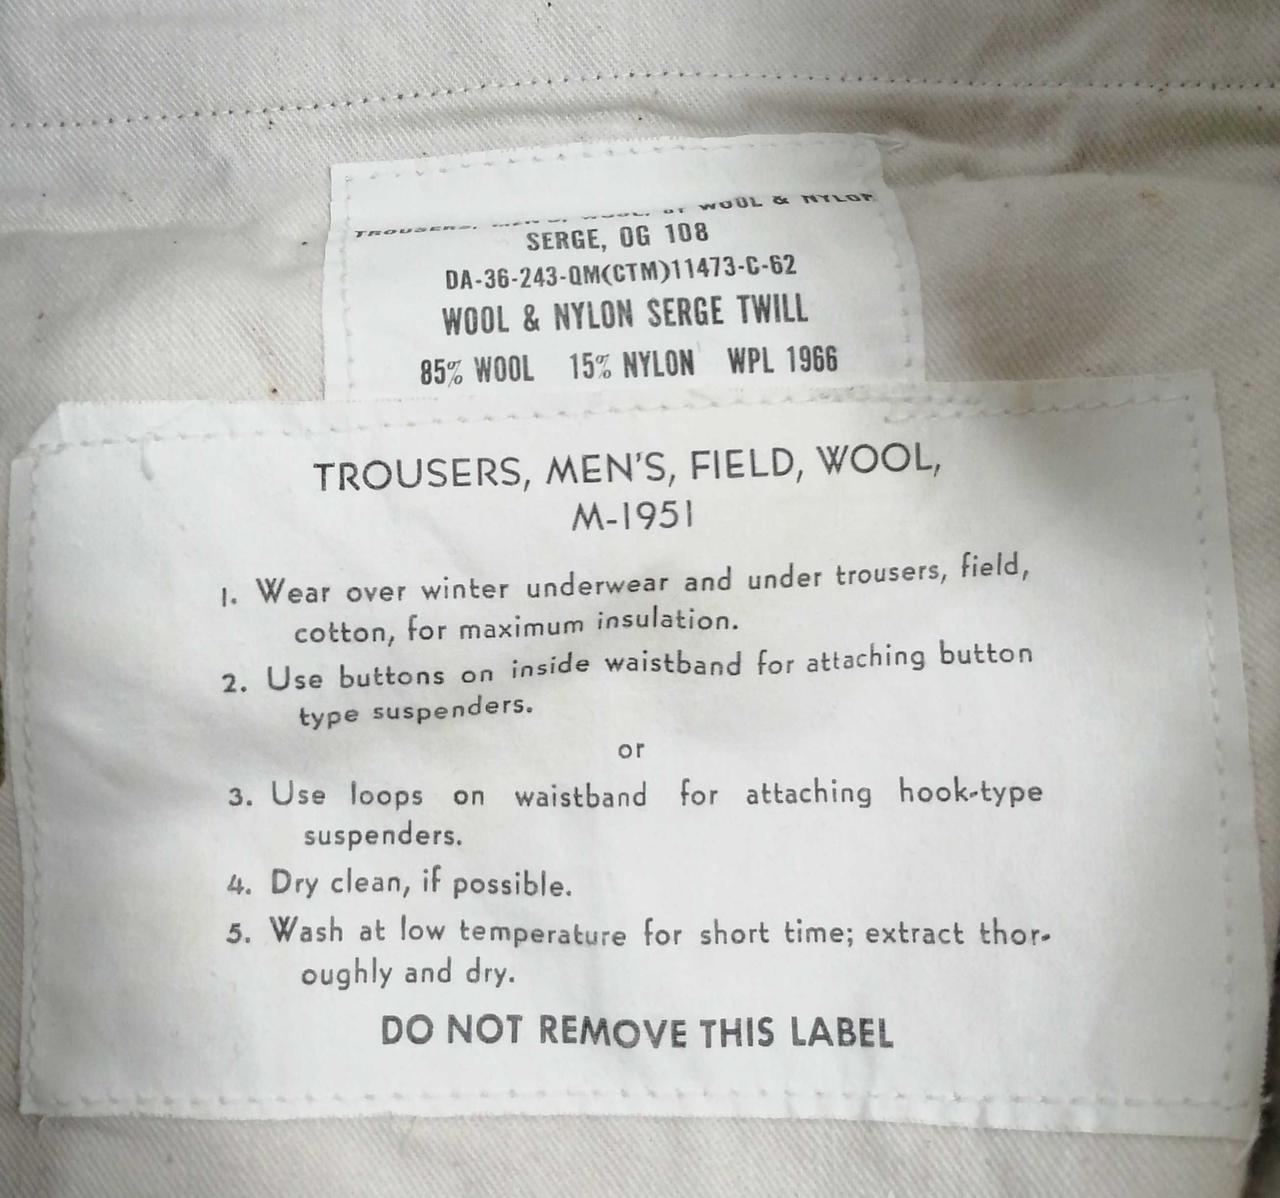 TROUSERS, MEN'S, WOOL, OF WOOL & NYLON
SERGE, OG 108
DA-36-243-QM(CTM)11473-C-62
WOOL & NYLON SERGE TWILL
85% WOOL 15% NYLON WPL 1966
TROUSERS, MEN'S, FIELD, WOOL,
M-1951
1. Wear over winter underwear and under trousers, field,
cotton, for maximum insulation.
2. Use buttons on inside waistband for attaching button
type suspenders.
or
3. Use loops on waistband for attaching hook-type
suspenders.
4. Dry clean, if possible.
5. Wash at low temperature for short time; extract thor-
oughly and dry.
DO NOT REMOVE THIS LABEL